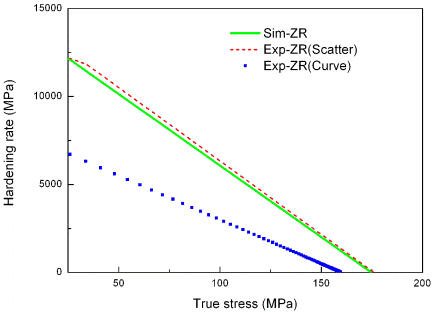 15000
Sim-ZR
Exp-ZR(Scatter)
Exp-ZR(Curve)
10000
5000
0
50
100
150
200
Hardening rate (MPa)
True stress (MPa)